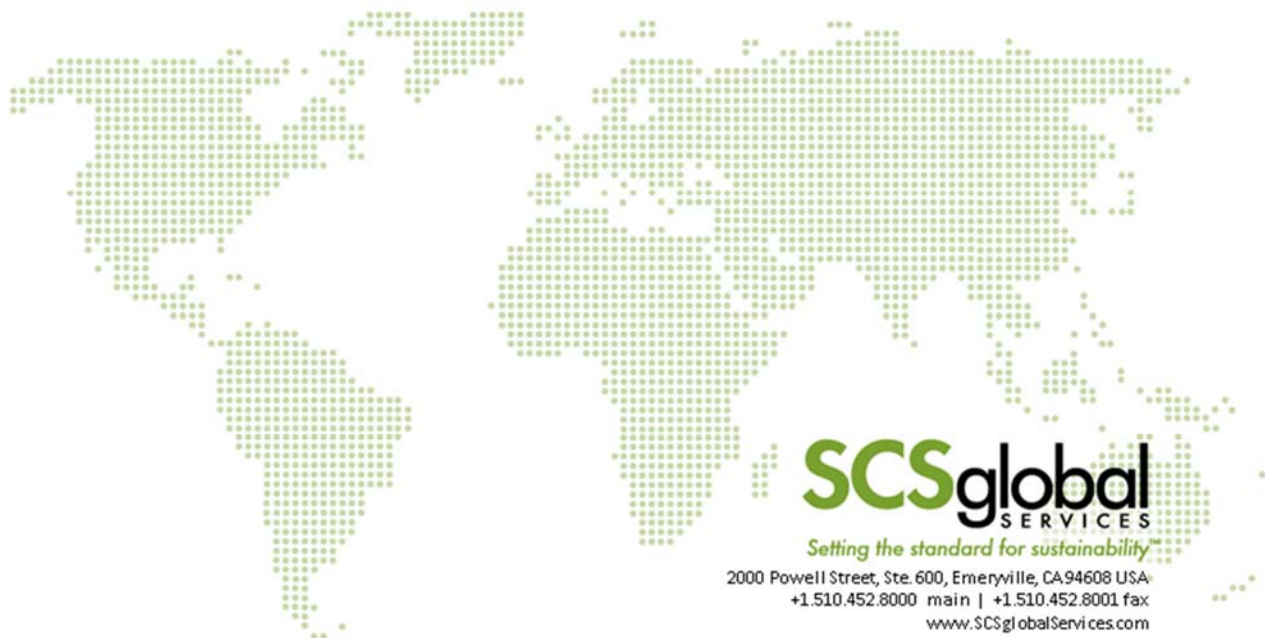 SCSglobal
SERVICES
Setting the standard for sustainability™
2000 Powell Street, Ste. 600, Emeryville, CA 94608 USA
+1.510.452.8000 main | +1.510.452.8001 fax
www.SCSglobalServices.com